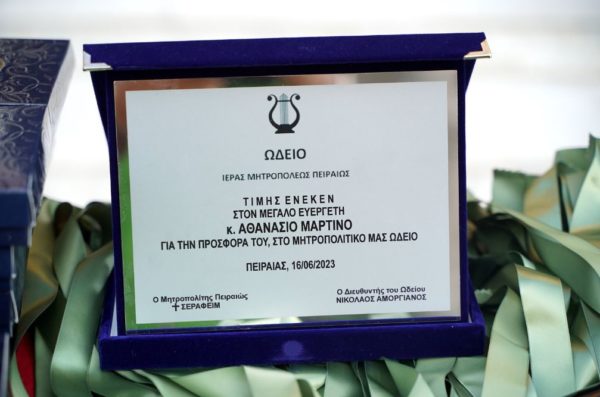 ΩΔΕΙΟ
ΙΕΡΑΣ ΜΗΤΡΟΠΟΛΕΩΣ ΠΕΙΡΑΙΩΣ
ΤΙΜΗΣ ΕΝΕΚΕΝ
ΣΤΟΝ ΜΕΓΑΛΟ ΕΥΕΡΓΕΤΗ
κ. ΑΘΑΝΑΣΙΟ ΜΑΡΤΙΝΟ
ΓΙΑ ΤΗΝ ΠΡΟΣΦΟΡΑ ΤΟΥ, ΣΤΟ ΜΗΤΡΟΠΟΛΙΤΙΚΟ ΜΑΣ ΩΔΕΙΟ
ΠΕΙΡΑΙΑΣ, 16/06/2023
Ο Μητροπολίτης Πειραιώς
✝ ΣΕΡΑΦΕΙΜ
Ο Διευθυντής του Ωδείου
ΝΙΚΟΛΑΟΣ ΑΜΟΡΓΙΑΝΟΣ